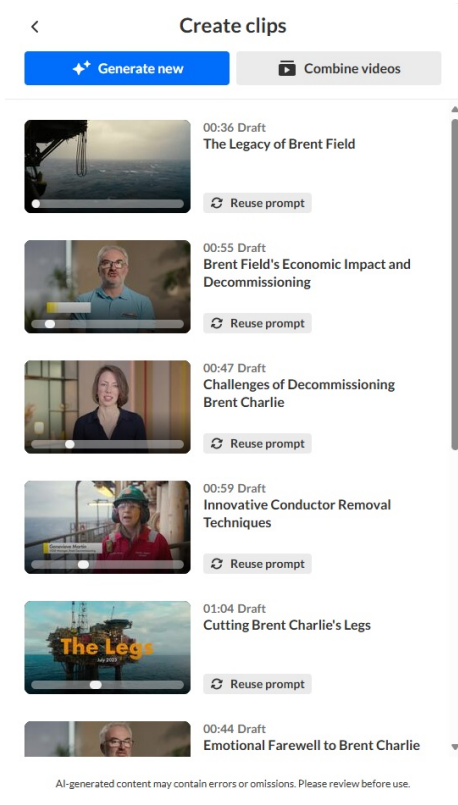 Create clips
Generate new
Combine videos
00:36 Draft
The Legacy of Brent Field
Reuse prompt
00:55 Draft
Brent Field's Economic Impact and
Decommissioning
Reuse prompt
00:47 Draft
Challenges of Decommissioning
Brent Charlie
Reuse prompt
00:59 Draft
Innovative Conductor Removal
Techniques
Reuse prompt
01:04 Draft
Cutting Brent Charlie's Legs
The Legs
July 2023
Reuse prompt
00:44 Draft
Emotional Farewell to Brent Charlie
AI-generated content may contain errors or omissions. Please review before use.